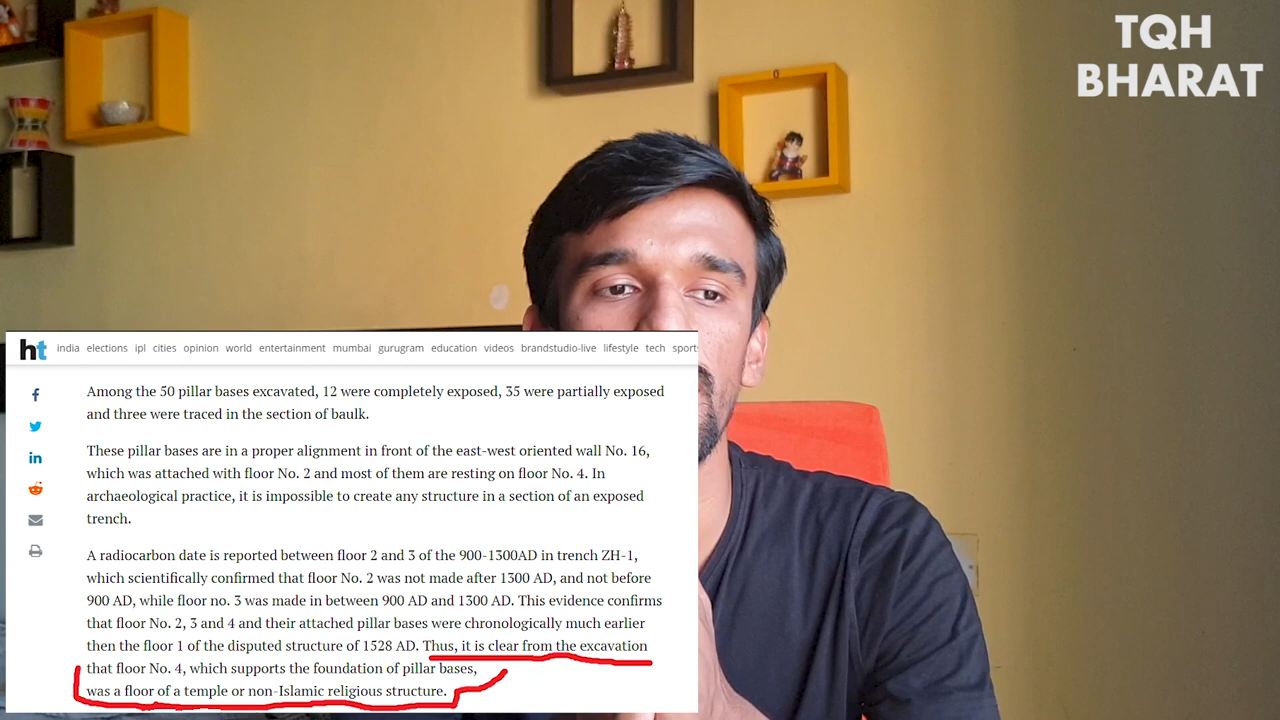 TQH
BHARAT
ht india elections ipl cities opinion world entertainment mumbai gurugram education videos brandstudio-live lifestyle tech sport
Among the 50 pillar bases excavated, 12 were completely exposed, 35 were partially exposed
and three were traced in the section of baulk.
These pillar bases are in a proper alignment in front of the east-west oriented wall No. 16,
which was attached with floor No. 2 and most of them are resting on floor No. 4. In
archaeological practice, it is impossible to create any structure in a section of an exposed
trench.
A radiocarbon date is reported between floor 2 and 3 of the 900-1300AD in trench ZH-1,
which scientifically confirmed that floor No. 2 was not made after 1300 AD, and not before
900 AD, while floor no. 3 was made in between 900 AD and 1300 AD. This evidence confirms
that floor No. 2, 3 and 4 and their attached pillar bases were chronologically much earlier
then the floor 1 of the disputed structure of 1528 AD. Thus, it is clear from the excavation
that floor No. 4, which supports the foundation of pillar bases,
was a floor of a temple or non-Islamic religious structure.